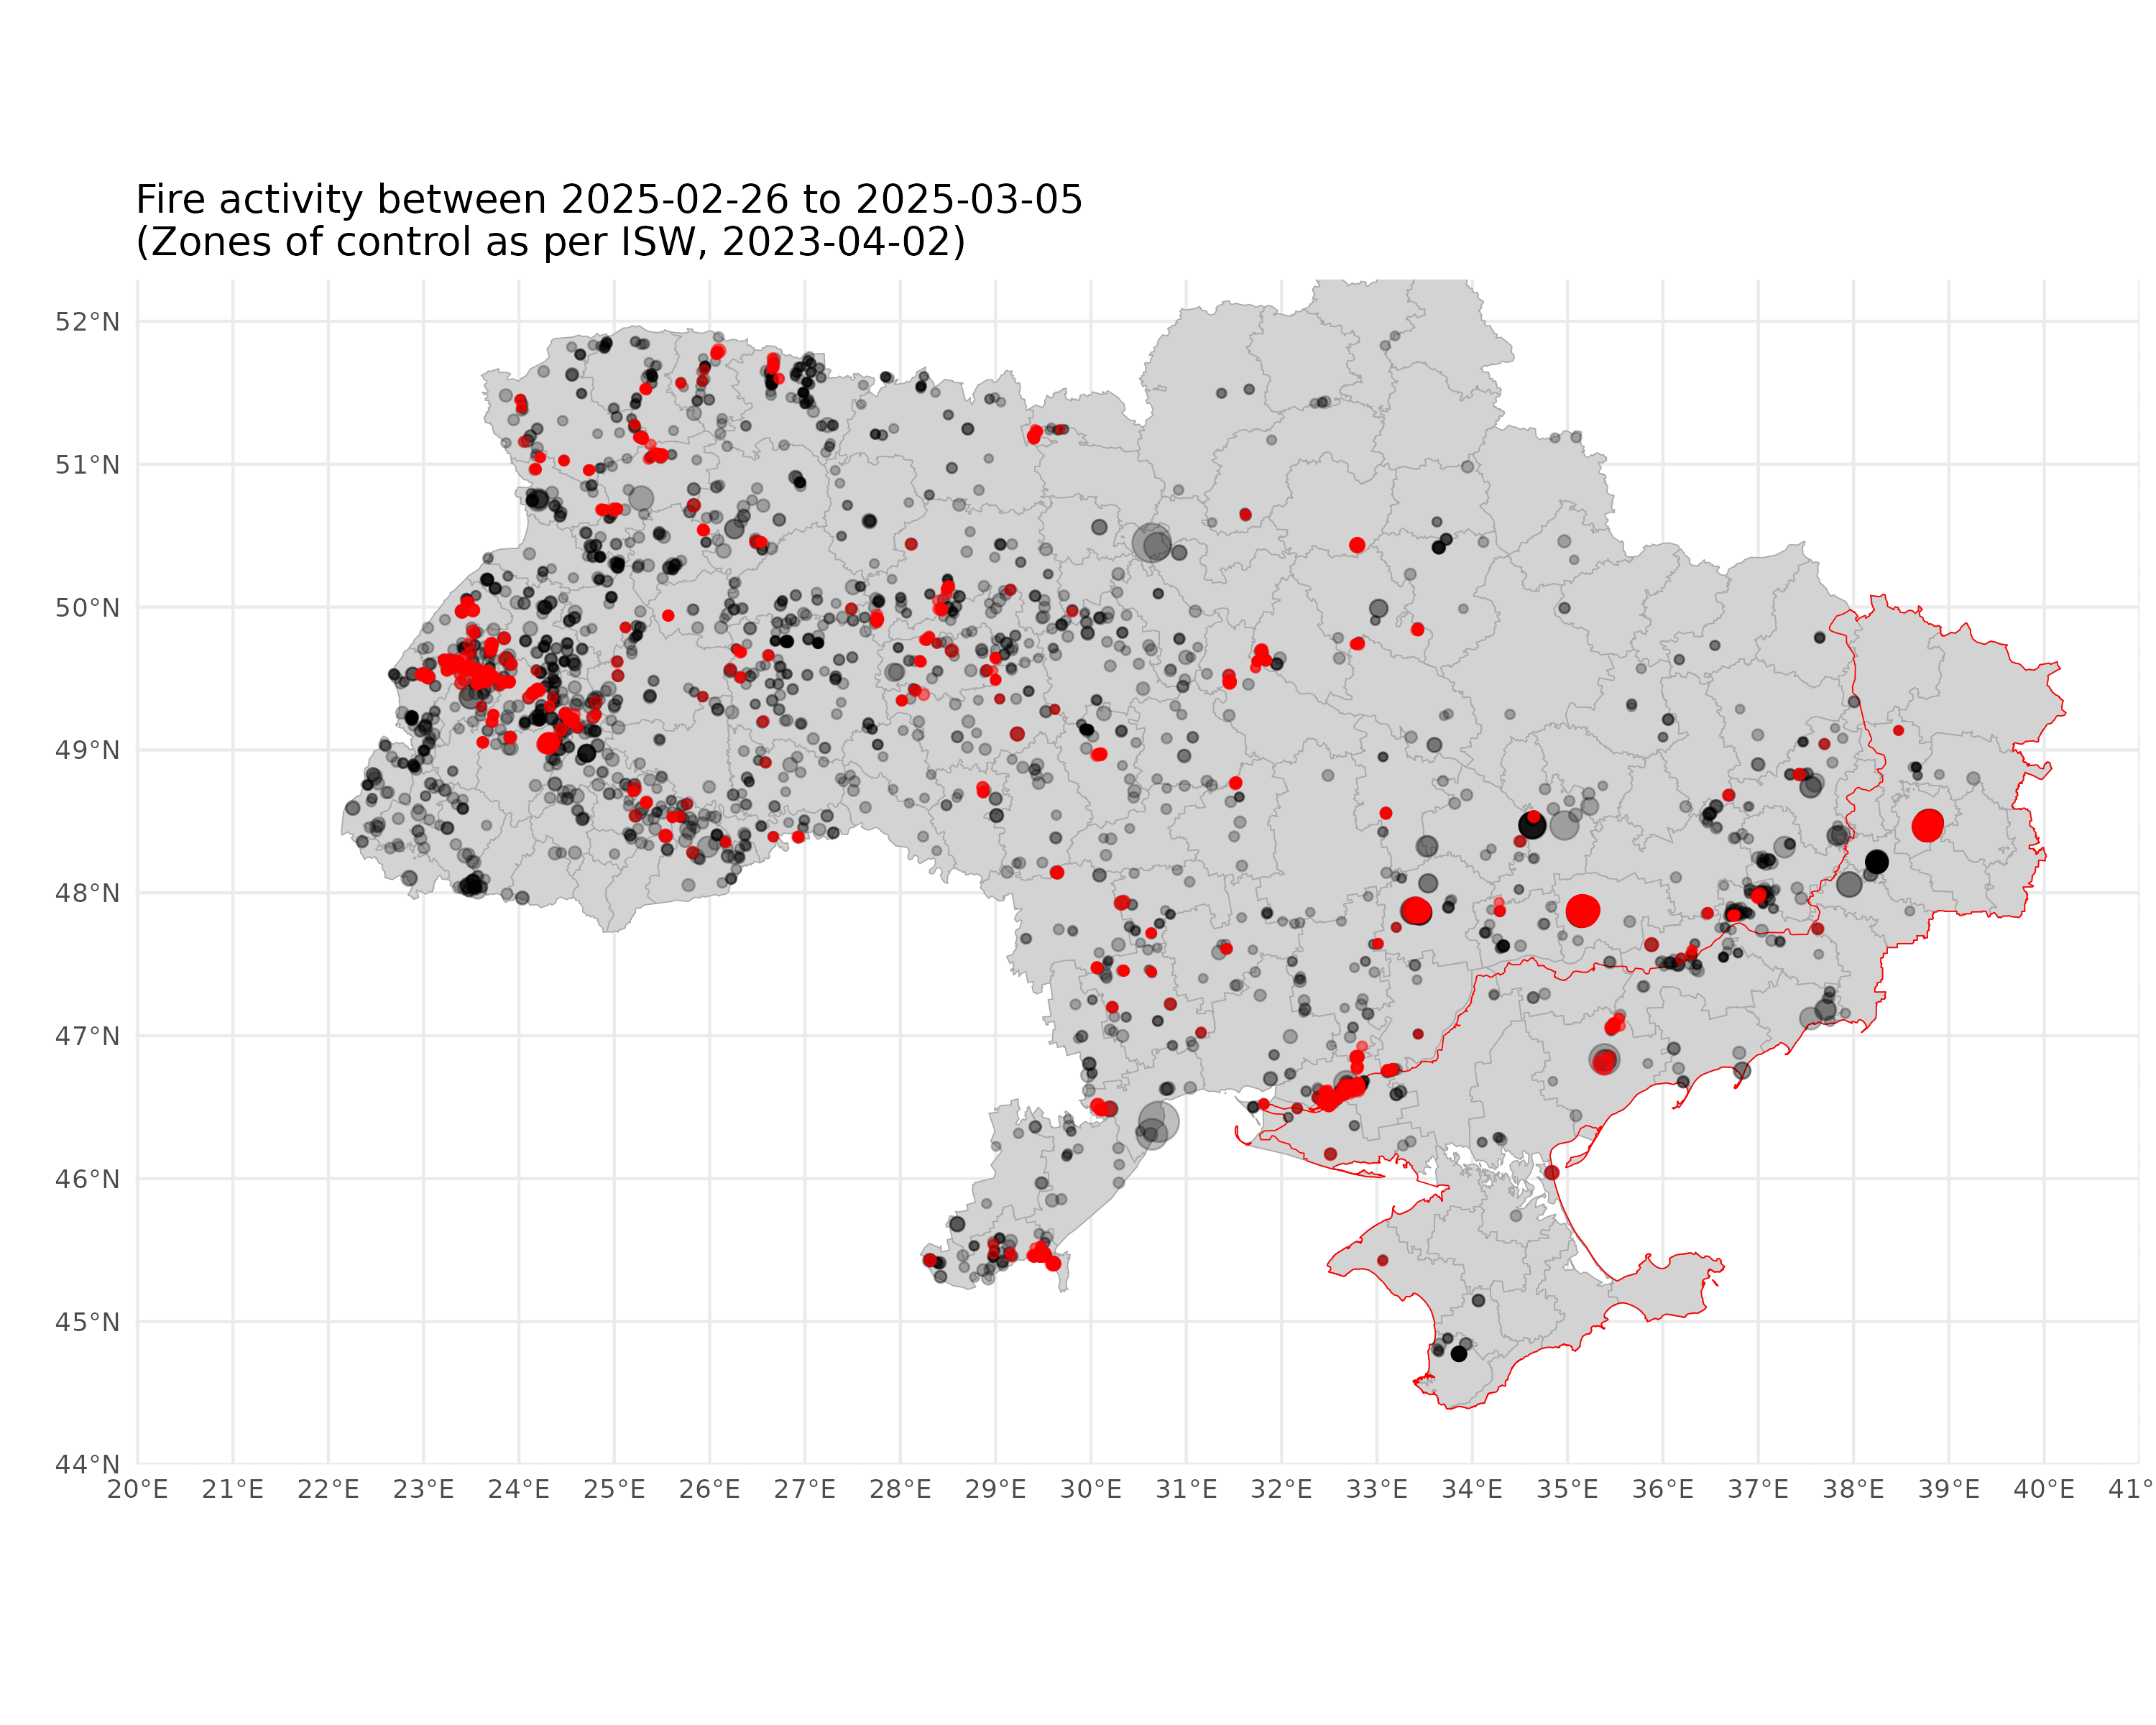 Fire activity between 2025-02-26 to 2025-03-05
(Zones of control as per ISW, 2023-04-02)
52°N
51°N
50°N
49°N
48°N
47°N
46°N
45°N
44°N
20°E 21°E 22°E 23°E 24°E 25°E 26°E 27°E 28°E 29°E 30°E 31°E 32°E 33°E 34°E 35°E 36°E 37°E 38°E 39°E 40°E 41°